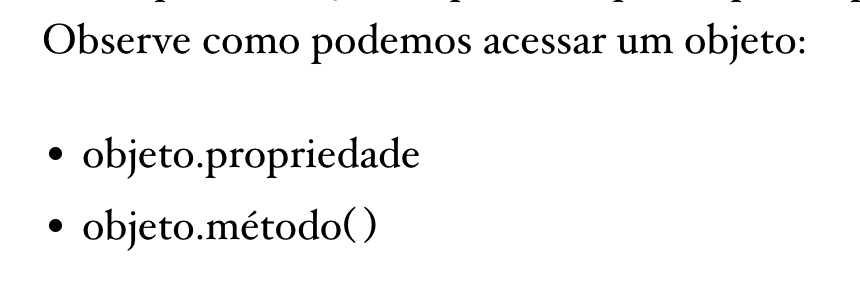 Observe como podemos acessar um objeto:
• objeto.propriedade
• objeto.método( )